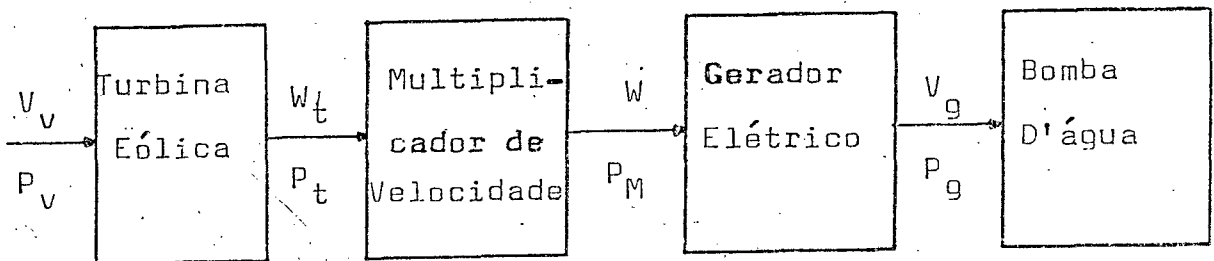 V_v
P_v
Turbina
Eólica
W_t
P_t
Multipli-
cador de
Velocidade
W
P_M
Gerador
Elétrico
V_g
P_g
Bomba
D'água